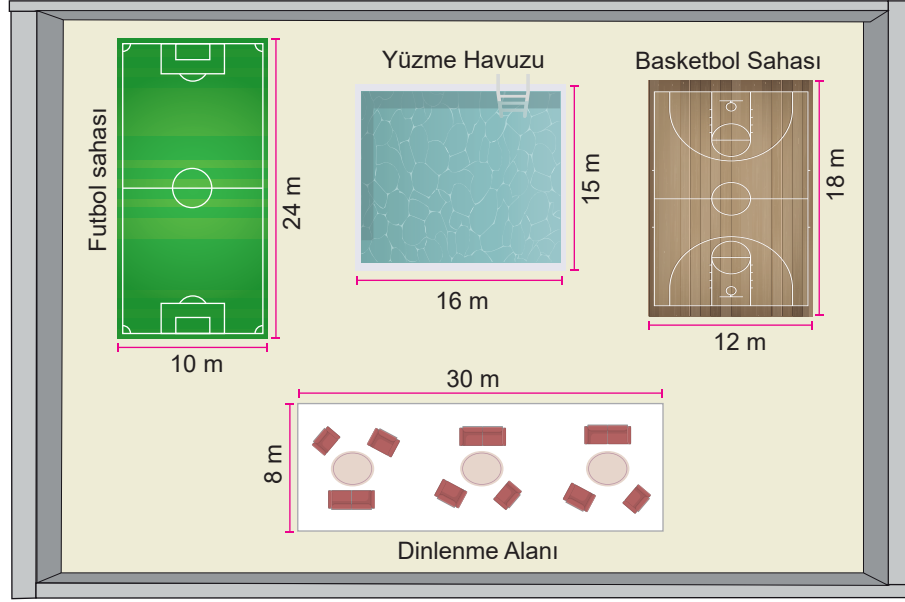 Futbol sahası
24 m
10 m
Yüzme Havuzu
15 m
16 m
Basketbol Sahası
18 m
12 m
30 m
8 m
Dinlenme Alanı